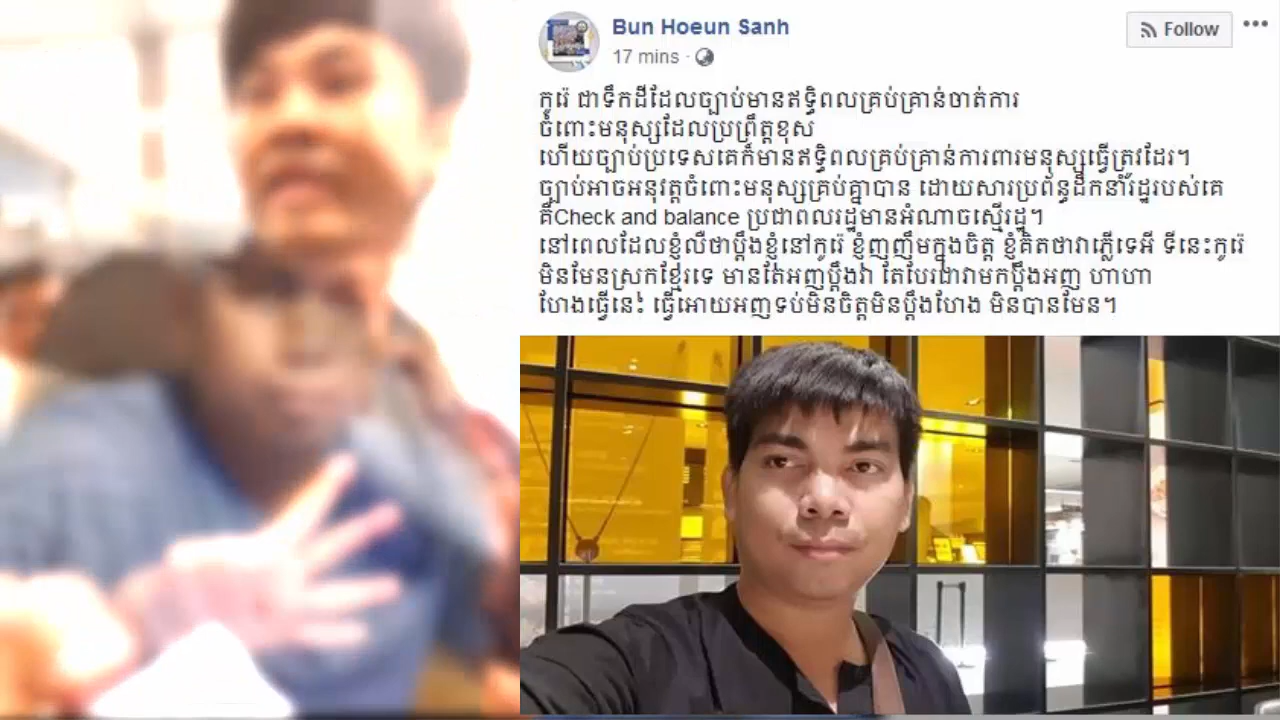 Bun Hoeun Sanh
Follow
17 mins
កូរ៉េ ជាទឹកដីដែលច្បាប់មានឥទ្ធិពលគ្រប់គ្រាន់ចាត់ការ
ចំពោះមនុស្សដែលប្រព្រឹត្តខុស
ហើយច្បាប់ប្រទេសគេក៏មានឥទ្ធិពលគ្រប់គ្រាន់ការពារមនុស្សធ្វើត្រូវដែរ។
ច្បាប់អាចអនុវត្តចំពោះមនុស្សគ្រប់គ្នាបាន ដោយសារប្រព័ន្ធដឹកនាំរដ្ឋរបស់គេ
គឺCheck and balance ប្រជាពលរដ្ឋមានអំណាចស្មើរដ្ឋ។
នៅពេលដែលខ្ញុំលឺថាប្តឹងខ្ញុំនៅកូរ៉េ ខ្ញុំញញឹមក្នុងចិត្ត ខ្ញុំគិតថាវាភ្លើទេអី ទីនេះកូរ៉េ
មិនមែនស្រុកខ្មែរទេ មានតែអញប្តឹងវា តែបែរជាវាមកប្តឹងអញ ហាហា
ហែងធ្វើនេះ ធ្វើអោយអញទប់មិនចិត្តមិនប្តឹងហែង មិនបានមែន។